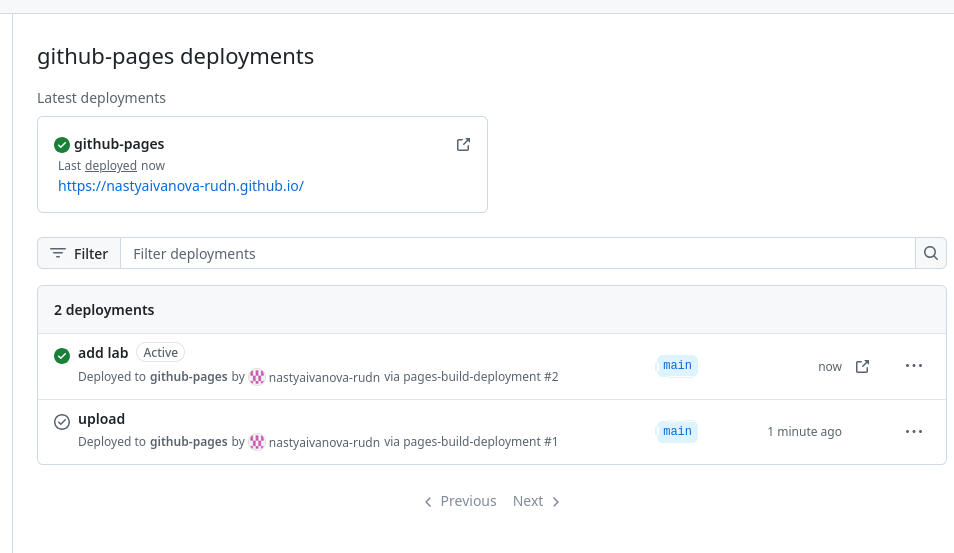 github-pages deployments
Latest deployments
github-pages
Last deployed now
https://nastyaivanova-rudn.github.io/
Filter
Filter deployments
2 deployments
add lab Active
Deployed to github-pages by nastyaivanova-rudn via pages-build-deployment #2
main
now
upload
Deployed to github-pages by nastyaivanova-rudn via pages-build-deployment #1
main
1 minute ago
Previous Next